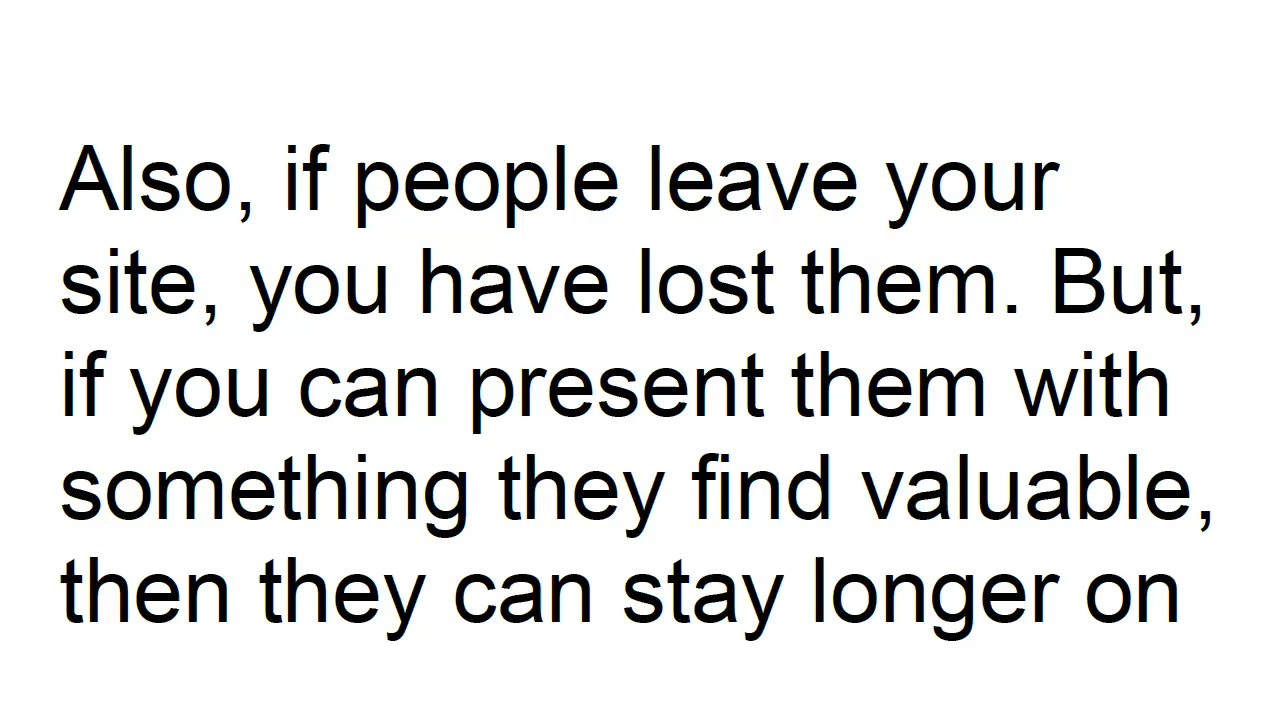 Also, if people leave your
site, you have lost them. But,
if you can present them with
something they find valuable,
then they can stay longer on